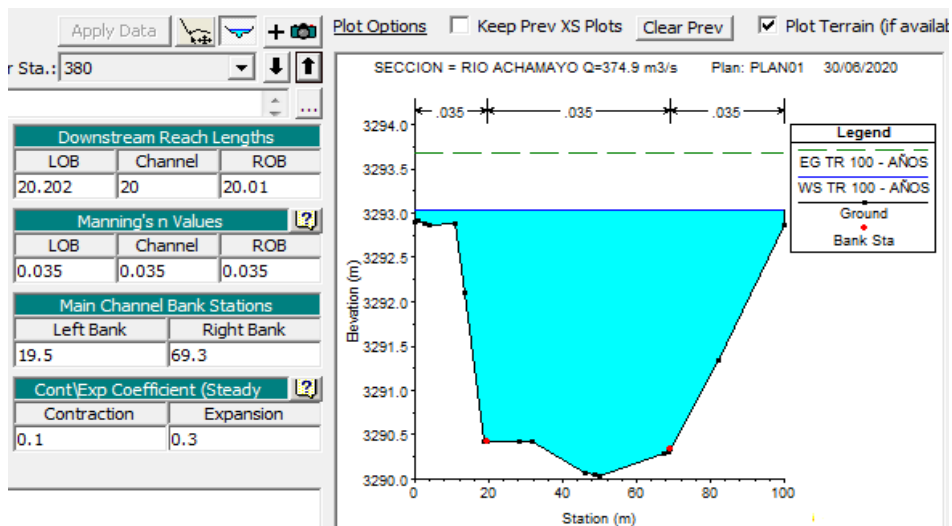 Apply Data
Plot Options Keep Prev XS Plots Clear Prev Plot Terrain (if availab
r Sta.: 380
...
Downstream Reach Lengths
LOB Channel ROB
20.202 20 20.01
Manning's n Values
LOB Channel ROB
0.035 0.035 0.035
Main Channel Bank Stations
Left Bank Right Bank
19.5 69.3
Cont\Exp Coefficient (Steady
Contraction Expansion
0.1 0.3
SECCION = RIO ACHAMAYO Q=374.9 m3/s Plan: PLAN01 30/06/2020
.035 .035 .035
3294.0
3293.5
3293.0
3292.5
3292.0
3291.5
3291.0
3290.5
3290.0
Elevation (m)
0 20 40 60 80 100
Station (m)
Legend
EG TR 100 - AÑOS
WS TR 100 - AÑOS
Ground
Bank Sta